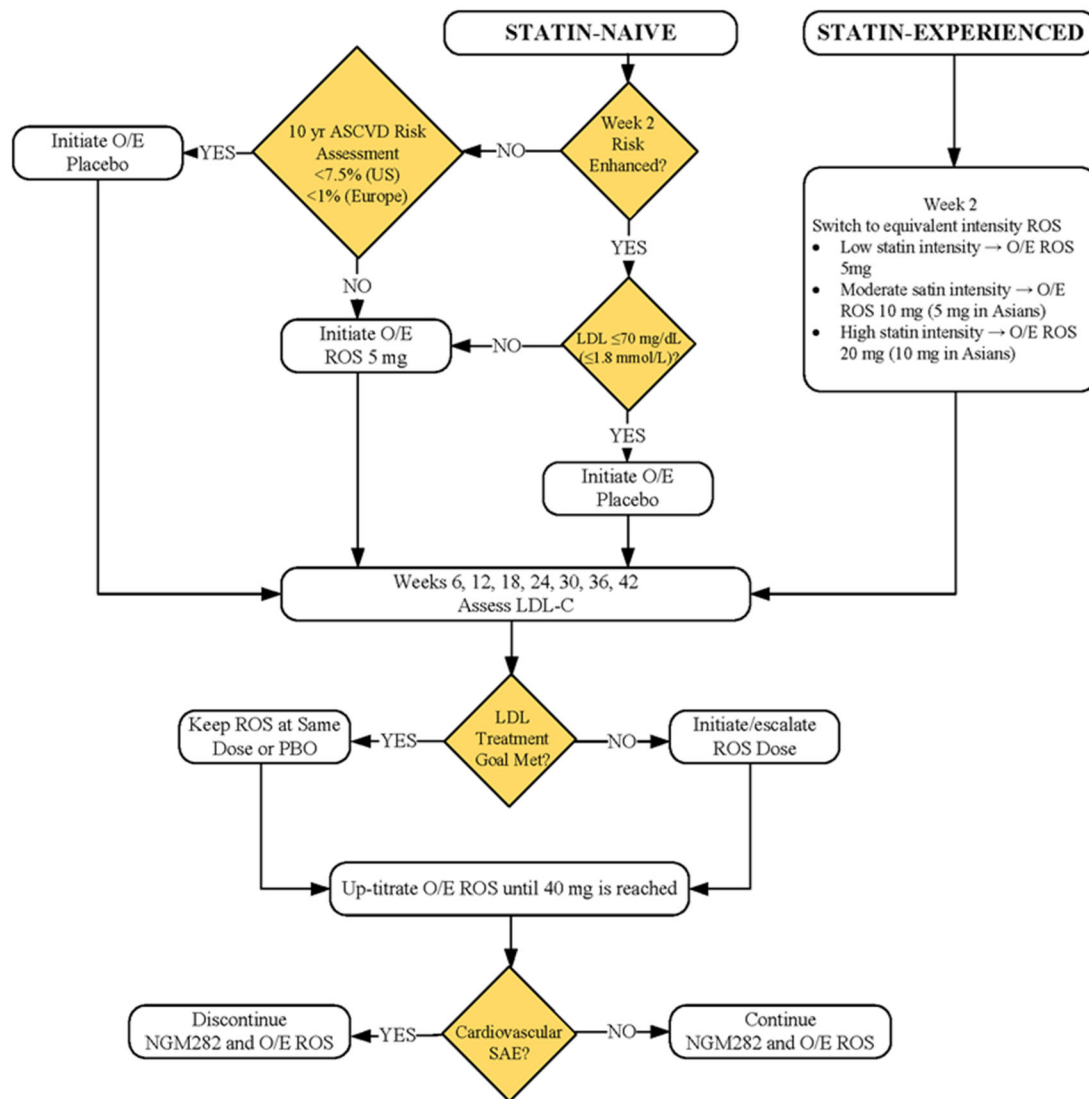 STATIN-NAIVE
STATIN-EXPERIENCED
Week 2
Risk
Enhanced?
NO
10 yr ASCVD Risk
Assessment
<7.5% (US)
<1% (Europe)
YES
Initiate O/E
Placebo
YES
NO
LDL ≤70 mg/dL
(≤1.8 mmol/L)?
NO
Initiate O/E
ROS 5 mg
YES
Initiate O/E
Placebo
Week 2
Switch to equivalent intensity ROS
• Low statin intensity → O/E ROS
5mg
• Moderate satin intensity → O/E
ROS 10 mg (5 mg in Asians)
• High statin intensity → O/E ROS
20 mg (10 mg in Asians)
Weeks 6, 12, 18, 24, 30, 36, 42
Assess LDL-C
LDL
Treatment
Goal Met?
YES
Keep ROS at Same
Dose or PBO
NO
Initiate/escalate
ROS Dose
Up-titrate O/E ROS until 40 mg is reached
Cardiovascular
SAE?
YES
Discontinue
NGM282 and O/E ROS
NO
Continue
NGM282 and O/E ROS